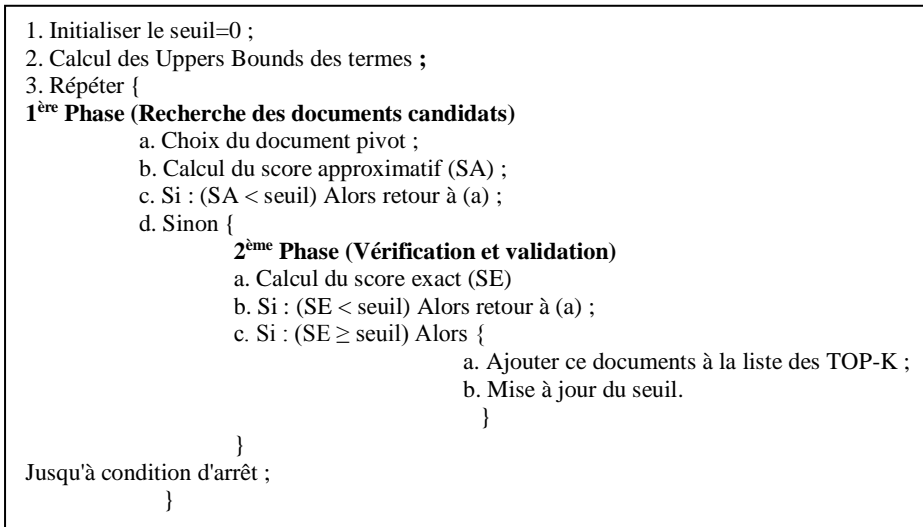 1. Initialiser le seuil=0 ;
2. Calcul des Uppers Bounds des termes ;
3. Répéter {
1ère Phase (Recherche des documents candidats)
a. Choix du document pivot ;
b. Calcul du score approximatif (SA) ;
c. Si : (SA < seuil) Alors retour à (a) ;
d. Sinon {
2ème Phase (Vérification et validation)
a. Calcul du score exact (SE)
b. Si : (SE < seuil) Alors retour à (a) ;
c. Si : (SE ≥ seuil) Alors {
a. Ajouter ce documents à la liste des TOP-K ;
b. Mise à jour du seuil.
}
}
Jusqu'à condition d'arrêt ;
}